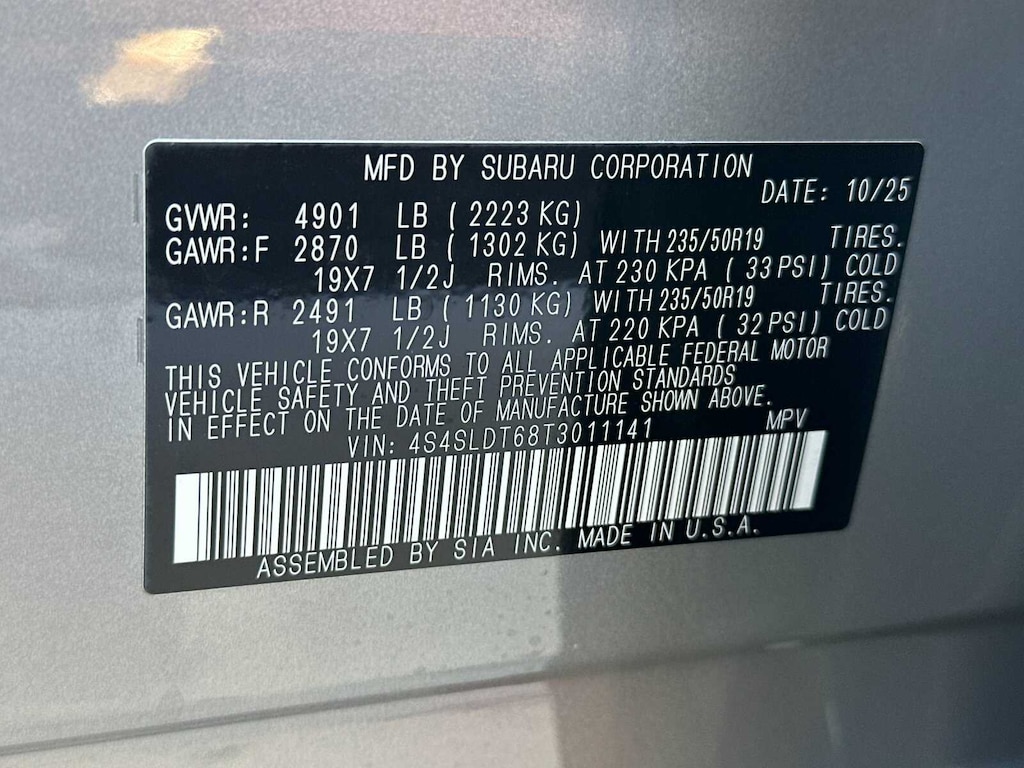 MFD BY SUBARU CORPORATION
DATE: 10/25
GVWR: 4901 LB (2223 KG)
GAWR:F 2870 LB (1302 KG) WITH 235/50R19 TIRES.
19X7 1/2J RIMS. AT 230 KPA (33 PSI) COLD
GAWR:R 2491 LB (1130 KG) WITH 235/50R19 TIRES.
19X7 1/2J RIMS. AT 220 KPA (32 PSI) COLD
THIS VEHICLE CONFORMS TO ALL APPLICABLE FEDERAL MOTOR
VEHICLE SAFETY AND THEFT PREVENTION STANDARDS
IN EFFECT ON THE DATE OF MANUFACTURE SHOWN ABOVE.
VIN: 4S4SLDT68T3011141 MPV
ASSEMBLED BY SIA INC. MADE IN U.S.A.